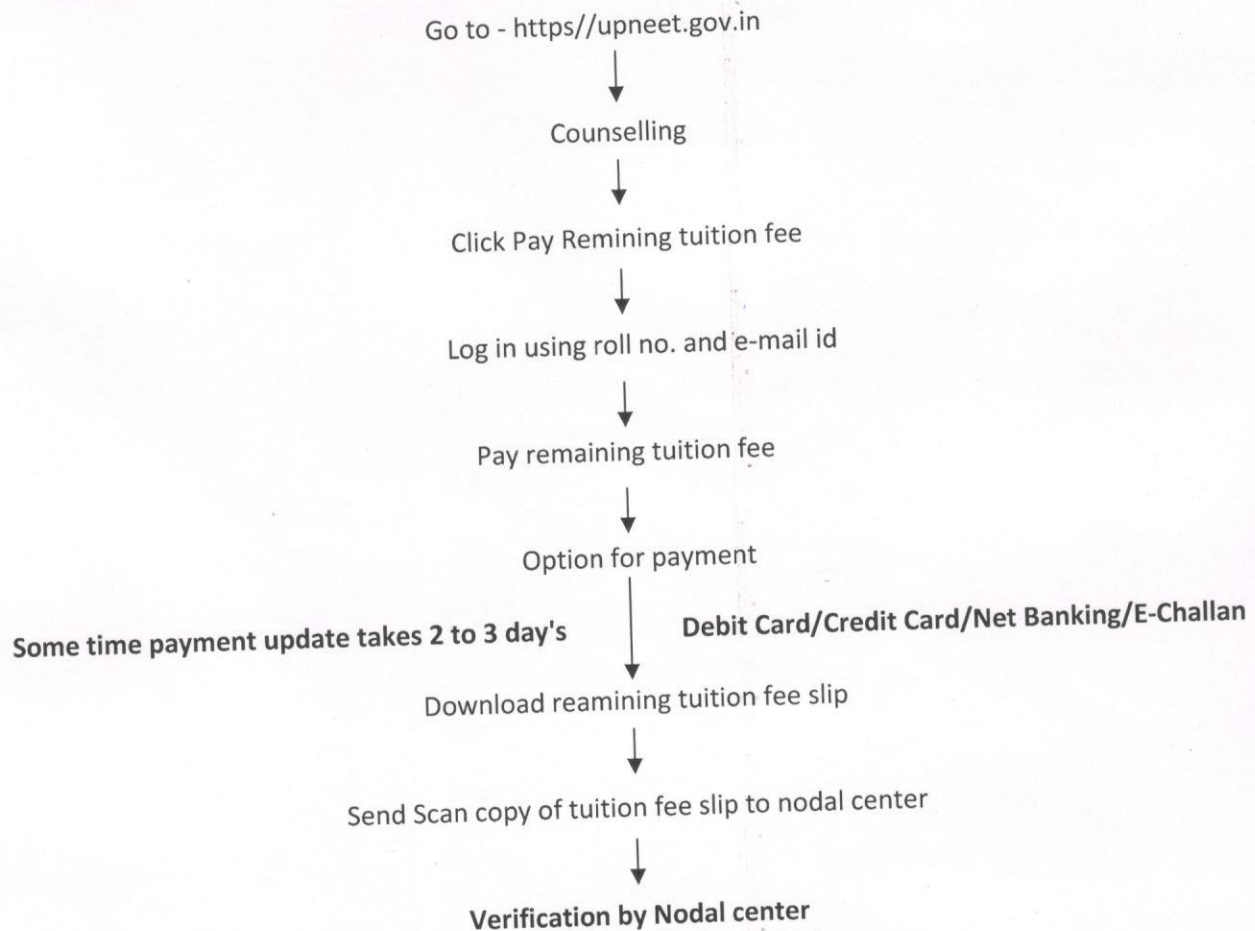 Go to - https//upneet.gov.in
Counselling
Click Pay Remining tuition fee
Log in using roll no. and e-mail id
Pay remaining tuition fee
Option for payment
Some time payment update takes 2 to 3 day's
Debit Card/Credit Card/Net Banking/E-Challan
Download reamining tuition fee slip
Send Scan copy of tuition fee slip to nodal center
Verification by Nodal center